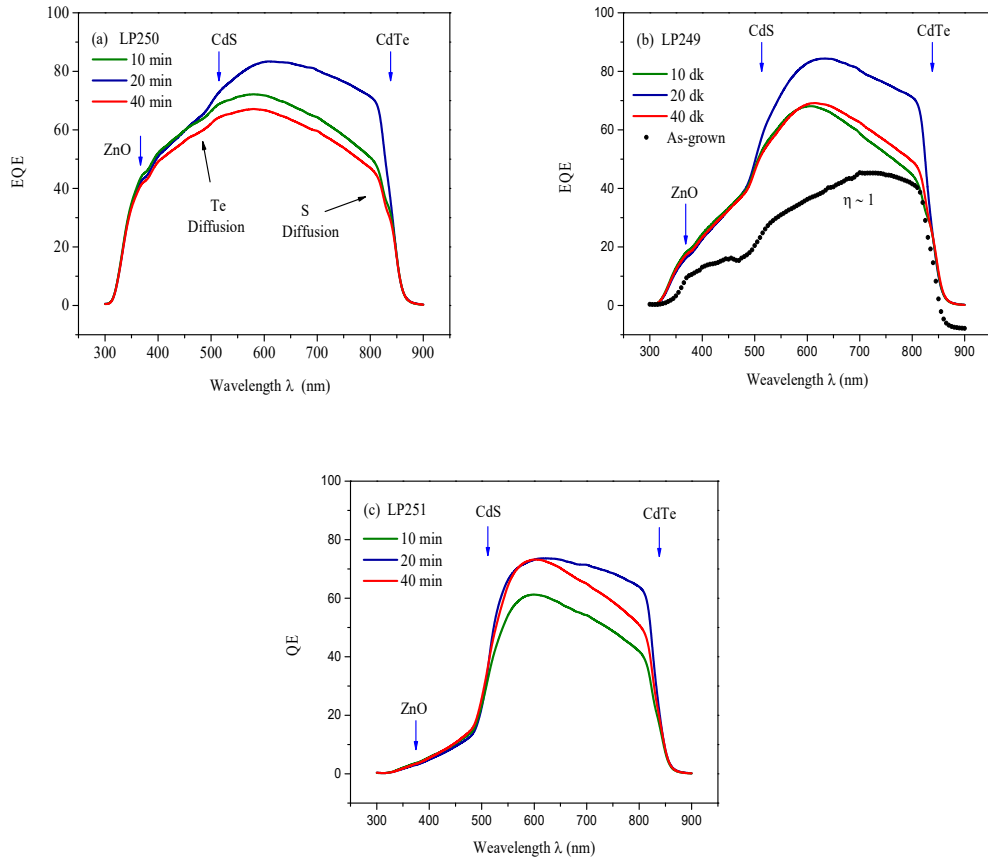 (a) LP250
10 min
20 min
40 min
CdS
CdTe
ZnO
Te
Diffusion
S
Diffusion
EQE
100
80
60
40
20
0
300 400 500 600 700 800 900
Wavelength λ (nm)
(b) LP249
10 dk
20 dk
40 dk
As-grown
CdS
CdTe
ZnO
η ~ 1
EQE
100
80
60
40
20
0
300 400 500 600 700 800 900
Weavelength λ (nm)
(c) LP251
10 min
20 min
40 min
CdS
CdTe
ZnO
QE
100
80
60
40
20
0
300 400 500 600 700 800 900
Weavelength λ (nm)